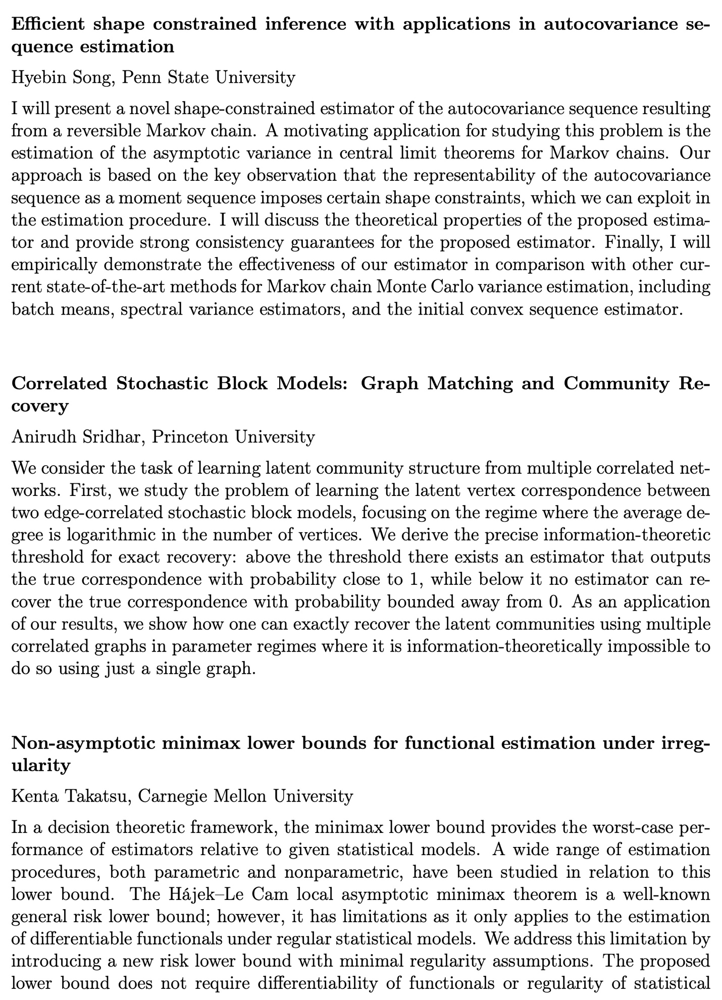 Efficient shape constrained inference with applications in autocovariance se-
quence estimation
Hyebin Song, Penn State University
I will present a novel shape-constrained estimator of the autocovariance sequence resulting
from a reversible Markov chain. A motivating application for studying this problem is the
estimation of the asymptotic variance in central limit theorems for Markov chains. Our
approach is based on the key observation that the representability of the autocovariance
sequence as a moment sequence imposes certain shape constraints, which we can exploit in
the estimation procedure. I will discuss the theoretical properties of the proposed estima-
tor and provide strong consistency guarantees for the proposed estimator. Finally, I will
empirically demonstrate the effectiveness of our estimator in comparison with other cur-
rent state-of-the-art methods for Markov chain Monte Carlo variance estimation, including
batch means, spectral variance estimators, and the initial convex sequence estimator.
Correlated Stochastic Block Models: Graph Matching and Community Re-
covery
Anirudh Sridhar, Princeton University
We consider the task of learning latent community structure from multiple correlated net-
works. First, we study the problem of learning the latent vertex correspondence between
two edge-correlated stochastic block models, focusing on the regime where the average de-
gree is logarithmic in the number of vertices. We derive the precise information-theoretic
threshold for exact recovery: above the threshold there exists an estimator that outputs
the true correspondence with probability close to 1, while below it no estimator can re-
cover the true correspondence with probability bounded away from 0. As an application
of our results, we show how one can exactly recover the latent communities using multiple
correlated graphs in parameter regimes where it is information-theoretically impossible to
do so using just a single graph.
Non-asymptotic minimax lower bounds for functional estimation under irreg-
ularity
Kenta Takatsu, Carnegie Mellon University
In a decision theoretic framework, the minimax lower bound provides the worst-case per-
formance of estimators relative to given statistical models. A wide range of estimation
procedures, both parametric and nonparametric, have been studied in relation to this
lower bound. The Hájek–Le Cam local asymptotic minimax theorem is a well-known
general risk lower bound; however, it has limitations as it only applies to the estimation
of differentiable functionals under regular statistical models. We address this limitation by
introducing a new risk lower bound with minimal regularity assumptions. The proposed
lower bound does not require differentiability of functionals or regularity of statistical